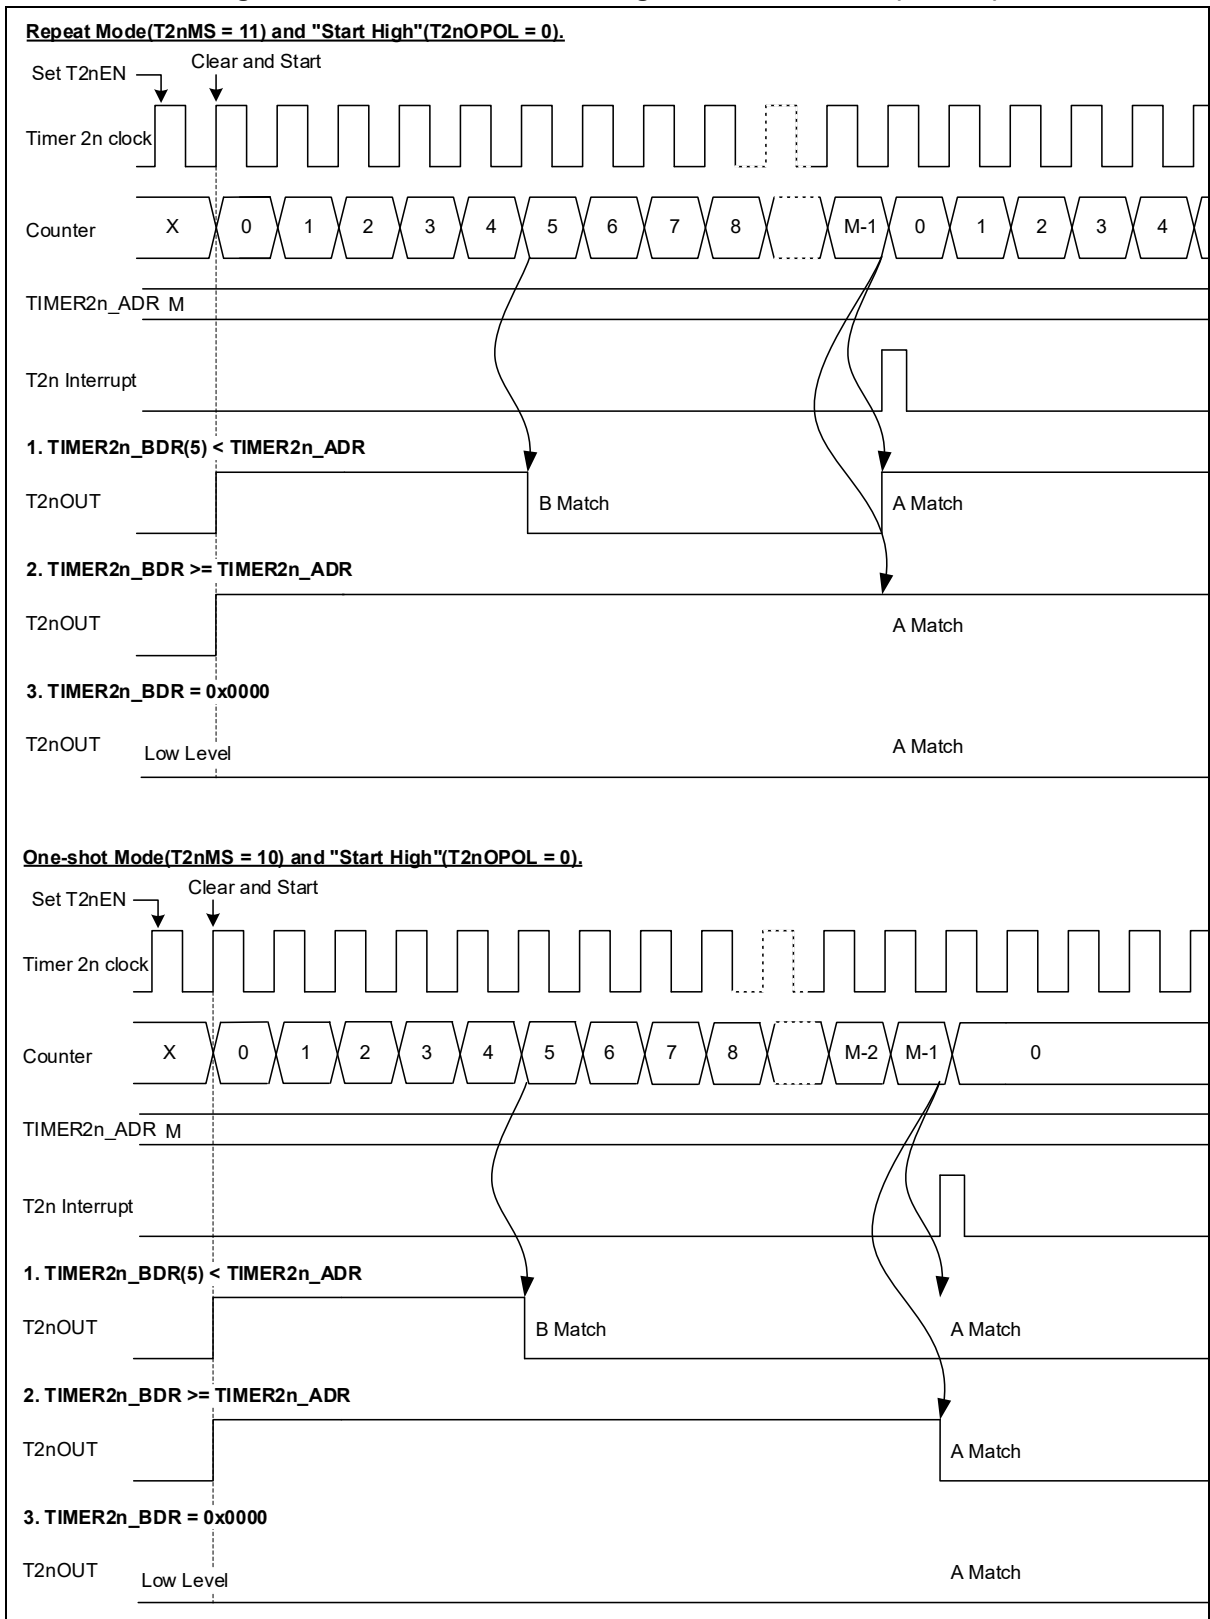 Repeat Mode(T2nMS = 11) and "Start High"(T2nOPOL = 0).
Set T2nEN Clear and Start
Timer 2n clock
Counter X 0 1 2 3 4 5 6 7 8 M-1 0 1 2 3 4
TIMER2n_ADR M
T2n Interrupt
1. TIMER2n_BDR(5) < TIMER2n_ADR
T2nOUT B Match A Match
2. TIMER2n_BDR >= TIMER2n_ADR
T2nOUT A Match
3. TIMER2n_BDR = 0x0000
T2nOUT Low Level A Match
One-shot Mode(T2nMS = 10) and "Start High"(T2nOPOL = 0).
Set T2nEN Clear and Start
Timer 2n clock
Counter X 0 1 2 3 4 5 6 7 8 M-2 M-1 0
TIMER2n_ADR M
T2n Interrupt
1. TIMER2n_BDR(5) < TIMER2n_ADR
T2nOUT B Match A Match
2. TIMER2n_BDR >= TIMER2n_ADR
T2nOUT A Match
3. TIMER2n_BDR = 0x0000
T2nOUT Low Level A Match